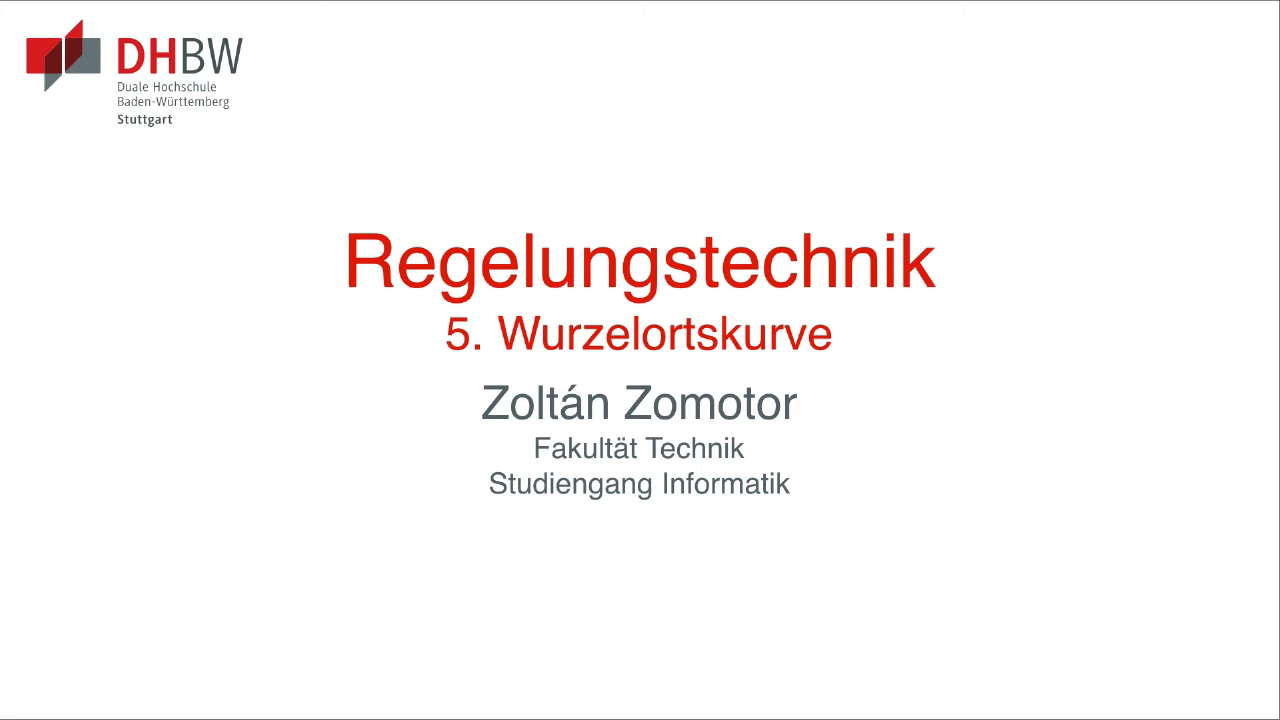 DHBW
Duale Hochschule
Baden-Württemberg
Stuttgart
Regelungstechnik
5. Wurzelortskurve
Zoltán Zomotor
Fakultät Technik
Studiengang Informatik